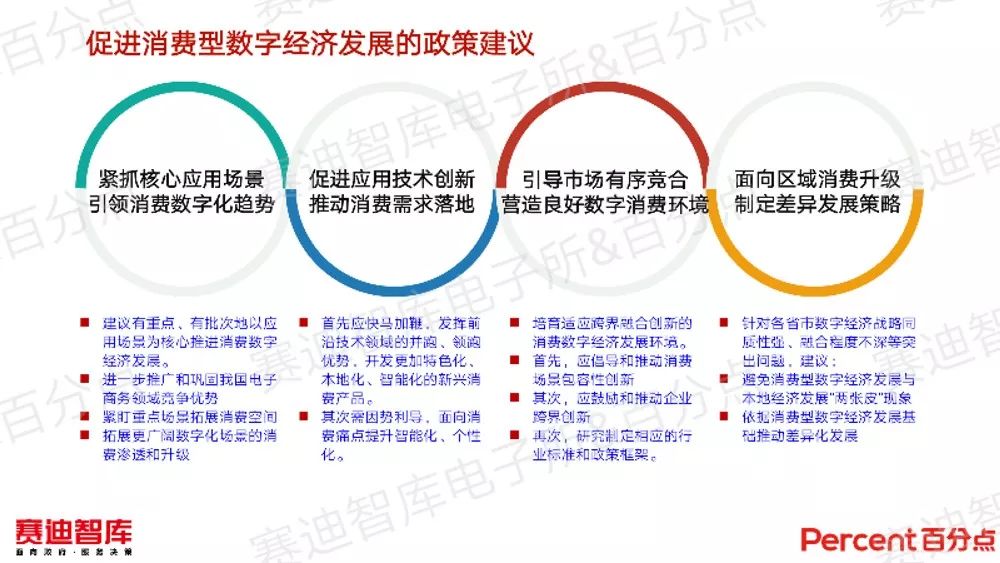 促进消费型数字经济发展的政策建议
紧抓核心应用场景
引领消费数字化趋势
促进应用技术创新
推动消费需求落地
引导市场有序竞合
营造良好数字消费环境
面向区域消费升级
制定差异发展策略
建议有重点、有批次地以应
用场景为核心推进消费数字
经济发展。
进一步推广和巩固我国电子
商务领域竞争优势
紧盯重点场景拓展消费空间
拓展更广阔数字化场景的消
费渗透和升级
首先应快马加鞭，发挥前
沿技术领域的并跑、领跑
优势，开发更加特色化、
本地化、智能化的新兴消
费产品。
其次需因势利导，面向消
费痛点提升智能化、个性
化。
培育适应跨界融合创新的
消费数字经济发展环境。
首先，应倡导和推动消费
场景包容性创新
其次，应鼓励和推动企业
跨界创新
再次，研究制定相应的行
业标准和政策框架。
针对各省市数字经济战略同
质性强、融合程度不深等突
出问题，建议：
避免消费型数字经济发展与
本地经济发展“两张皮”现象
依据消费型数字经济发展基
础推动差异化发展
赛迪智库
面向政府·服务决策
Percent百分点
赛迪智库电子所&百分点